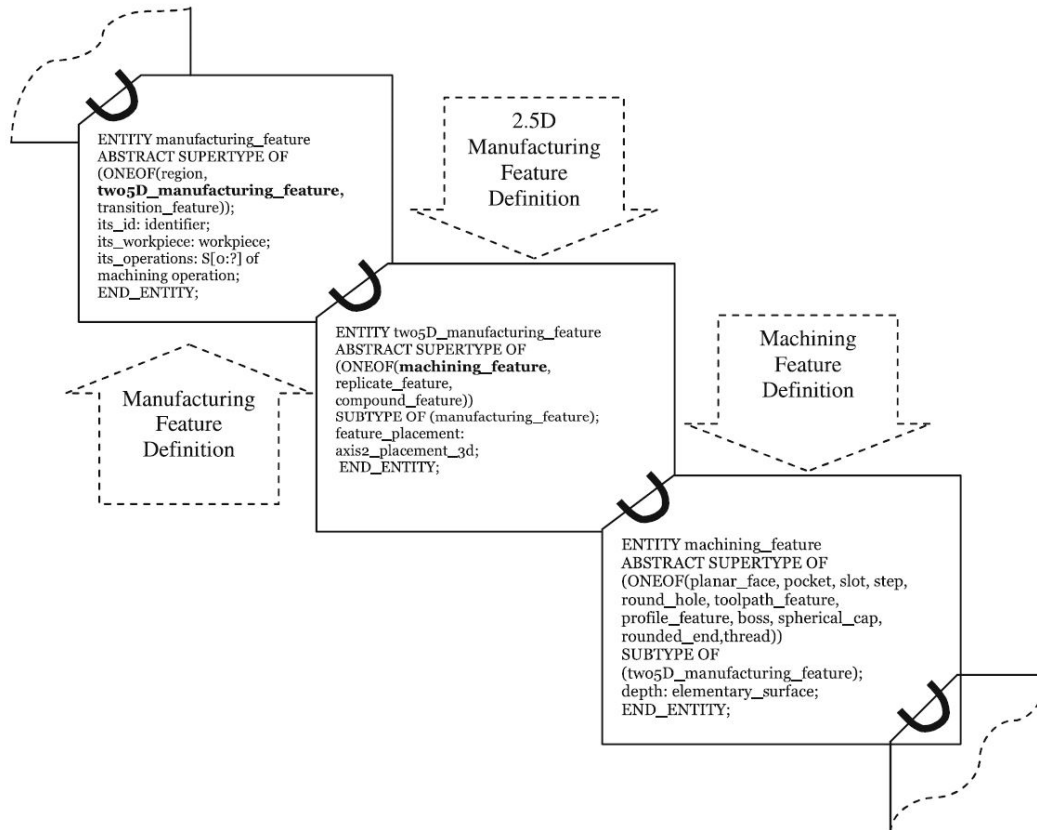 ENTITY manufacturing_feature
ABSTRACT SUPERTYPE OF
(ONEOF(region,
two5D_manufacturing_feature,
transition_feature));
its_id: identifier;
its_workpiece: workpiece;
its_operations: S[0:?] of
machining operation;
END_ENTITY;
2.5D
Manufacturing
Feature
Definition
Manufacturing
Feature
Definition
ENTITY two5D_manufacturing_feature
ABSTRACT SUPERTYPE OF
(ONEOF(machining_feature,
replicate_feature,
compound_feature))
SUBTYPE OF (manufacturing_feature);
feature_placement:
axis2_placement_3d;
END_ENTITY;
Machining
Feature
Definition
ENTITY machining_feature
ABSTRACT SUPERTYPE OF
(ONEOF(planar_face, pocket, slot, step,
round_hole, toolpath_feature,
profile_feature, boss, spherical_cap,
rounded_end,thread))
SUBTYPE OF
(two5D_manufacturing_feature);
depth: elementary_surface;
END_ENTITY;